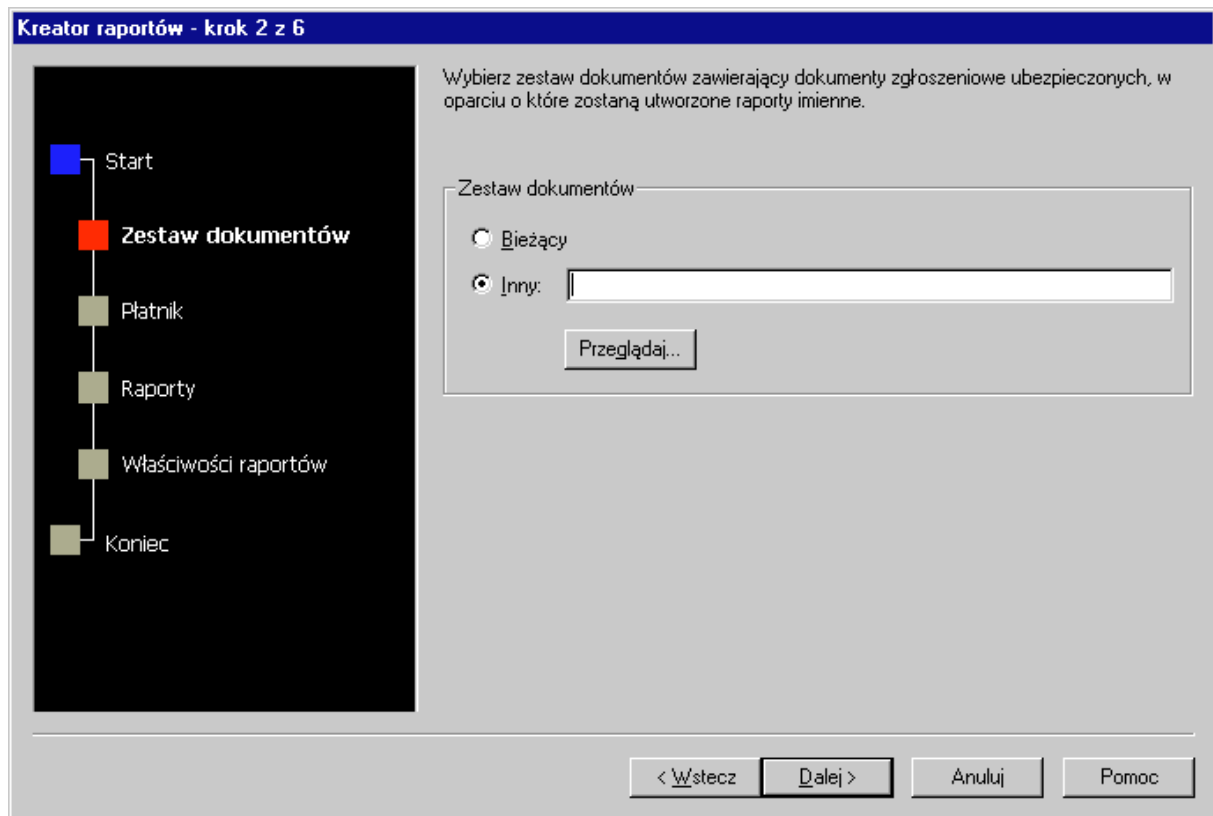 Kreator raportów - krok 2 z 6
Wybierz zestaw dokumentów zawierający dokumenty zgłoszeniowe ubezpieczonych, w
oparciu o które zostaną utworzone raporty imienne.
Start
Zestaw dokumentów
Płatnik
Raporty
Właściwości raportów
Koniec
Zestaw dokumentów
Bieżący
Inny:
Przeglądaj...
< Wstecz
Dalej >
Anuluj
Pomoc